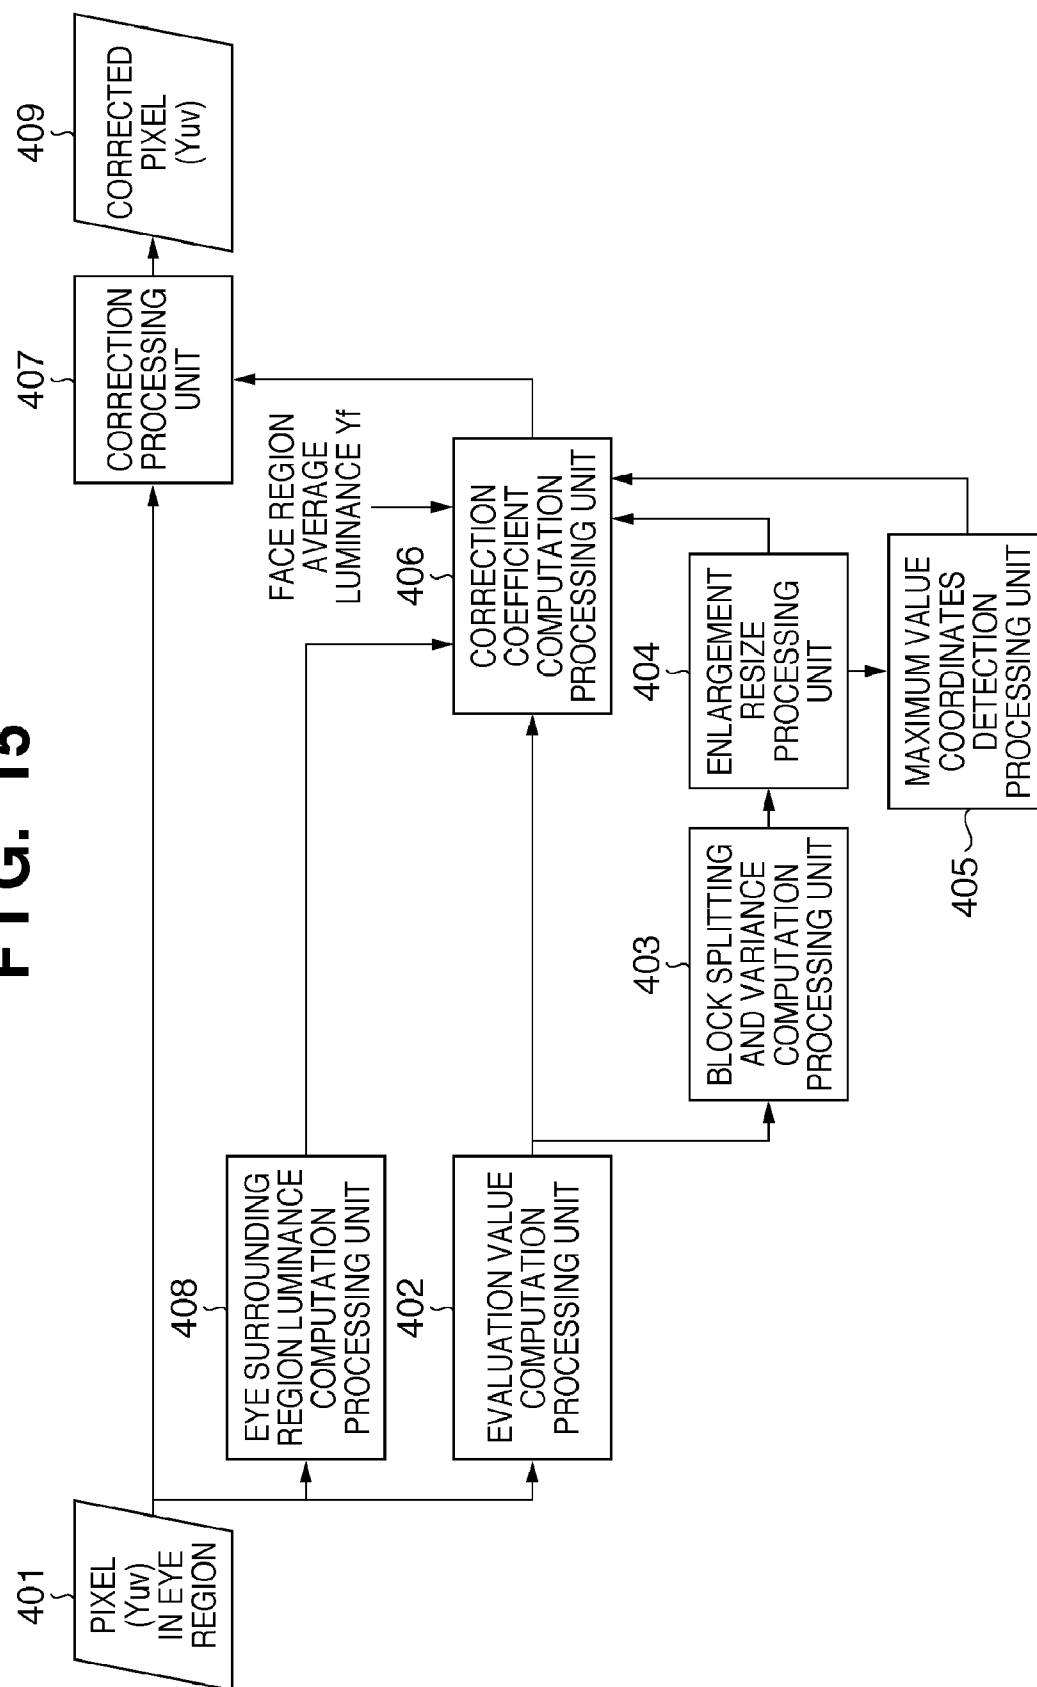 FIG. 15
401
PIXEL
(Yuv)
IN EYE
REGION
408
EYE SURROUNDING
REGION LUMINANCE
COMPUTATION
PROCESSING UNIT
402
EVALUATION VALUE
COMPUTATION
PROCESSING UNIT
403
BLOCK SPLITTING
AND VARIANCE
COMPUTATION
PROCESSING UNIT
404
ENLARGEMENT
RESIZE
PROCESSING
UNIT
405
MAXIMUM VALUE
COORDINATES
DETECTION
PROCESSING UNIT
FACE REGION
AVERAGE
LUMINANCE Yf
406
CORRECTION
COEFFICIENT
COMPUTATION
PROCESSING UNIT
407
CORRECTION
PROCESSING
UNIT
409
CORRECTED
PIXEL
(Yuv)